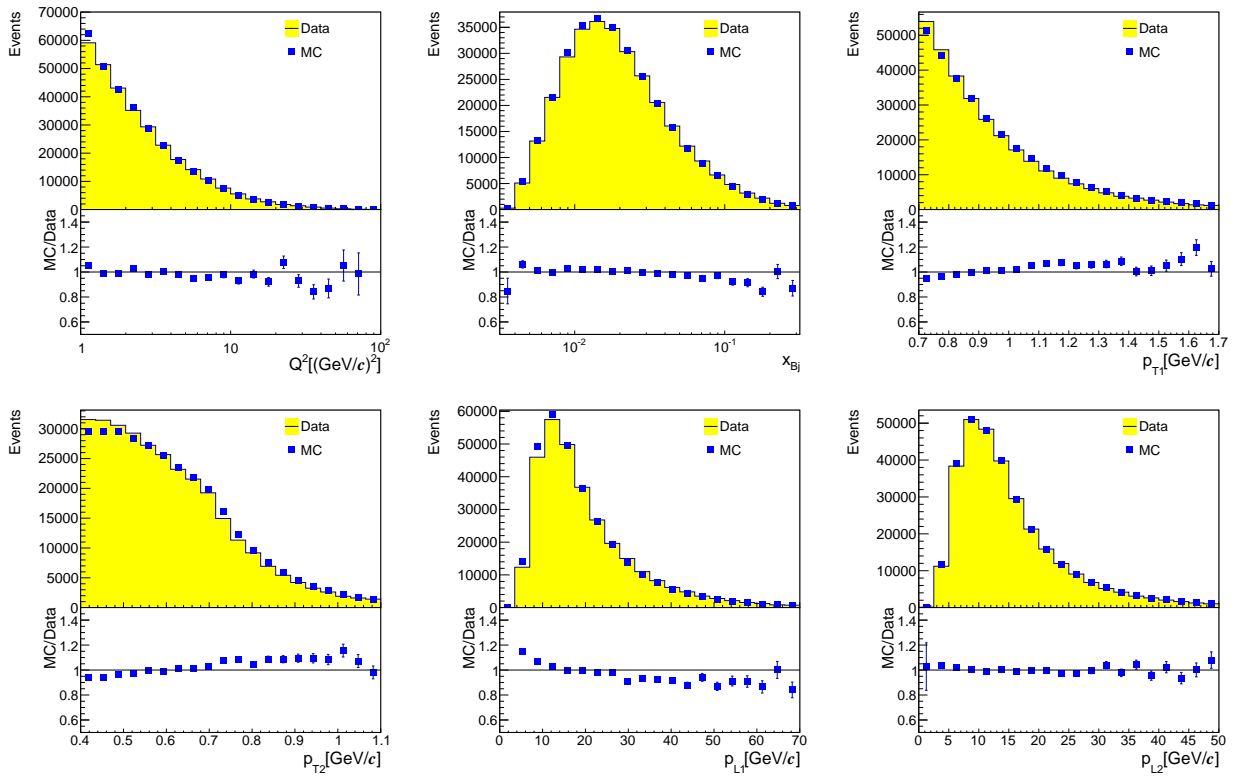 Events
70000
60000
50000
40000
30000
20000
10000
0
Data
MC
MC/Data
1.4
1.2
1
0.8
0.6
1 10 10²
Q²[(GeV/c)²]
Events
35000
30000
25000
20000
15000
10000
5000
0
Data
MC
MC/Data
1.4
1.2
1
0.8
0.6
10⁻² 10⁻¹
x_Bj
Events
50000
40000
30000
20000
10000
0
Data
MC
MC/Data
1.4
1.2
1
0.8
0.6
0.7 0.8 0.9 1 1.1 1.2 1.3 1.4 1.5 1.6 1.7
p_T1[GeV/c]
Events
30000
25000
20000
15000
10000
5000
0
Data
MC
MC/Data
1.4
1.2
1
0.8
0.6
0.4 0.5 0.6 0.7 0.8 0.9 1 1.1
p_T2[GeV/c]
Events
60000
50000
40000
30000
20000
10000
0
Data
MC
MC/Data
1.4
1.2
1
0.8
0.6
0 10 20 30 40 50 60 70
p_L1[GeV/c]
Events
50000
40000
30000
20000
10000
0
Data
MC
MC/Data
1.4
1.2
1
0.8
0.6
0 5 10 15 20 25 30 35 40 45 50
p_L2[GeV/c]